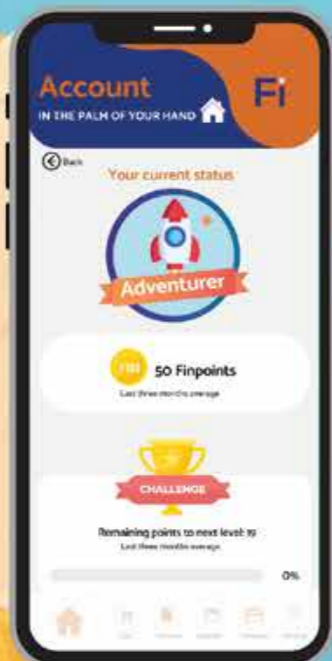 Account
Fi
IN THE PALM OF YOUR HAND
Back
Your current status
Adventurer
50 Finpoints
Last three months average
CHALLENGE
Remaining points to next level: 19
Last three months average
0%